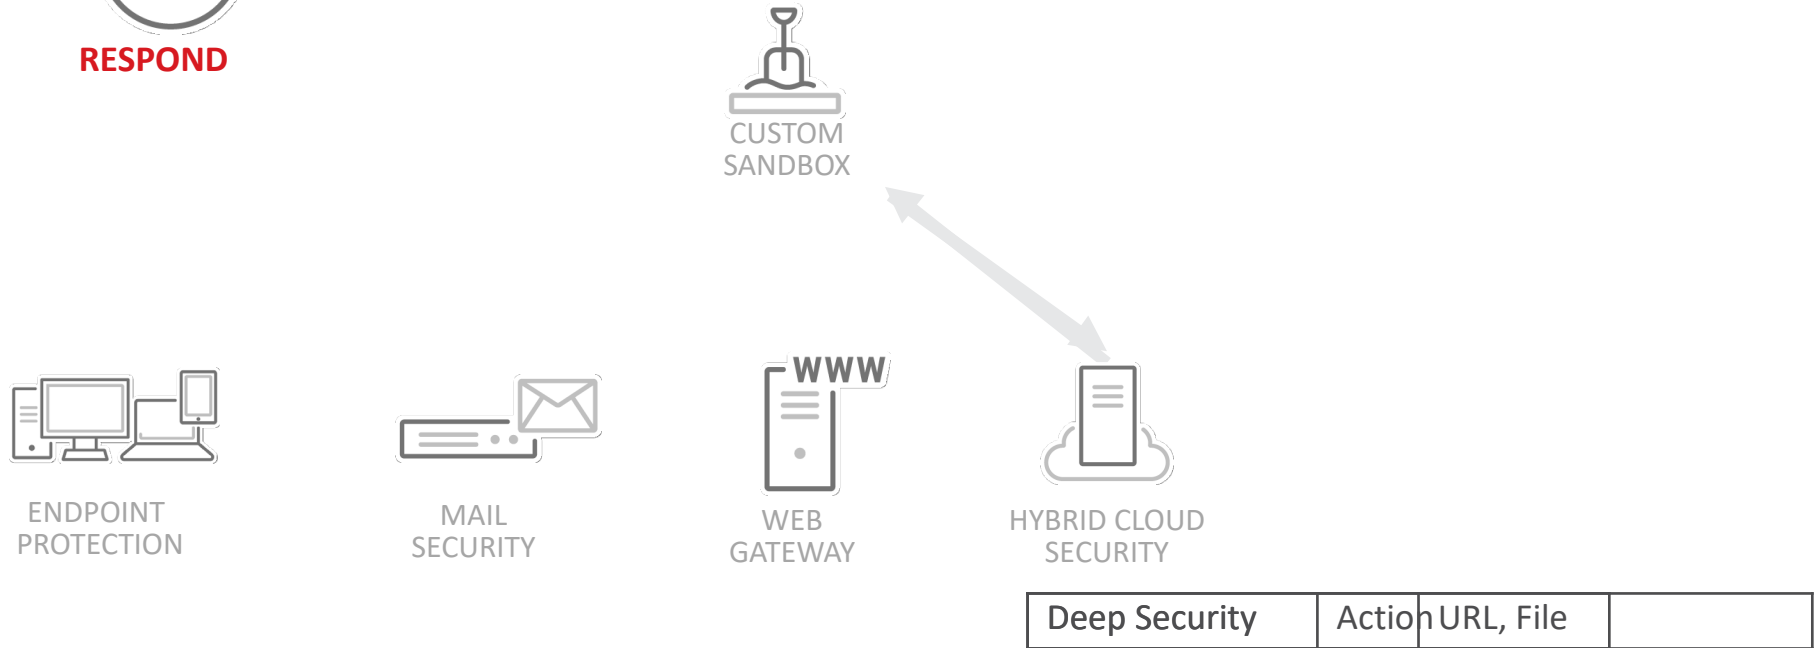 RESPOND
CUSTOM
SANDBOX
WWW
ENDPOINT
PROTECTION
MAIL
SECURITY
WEB
GATEWAY
HYBRID CLOUD
SECURITY
Deep Security Action URL, File